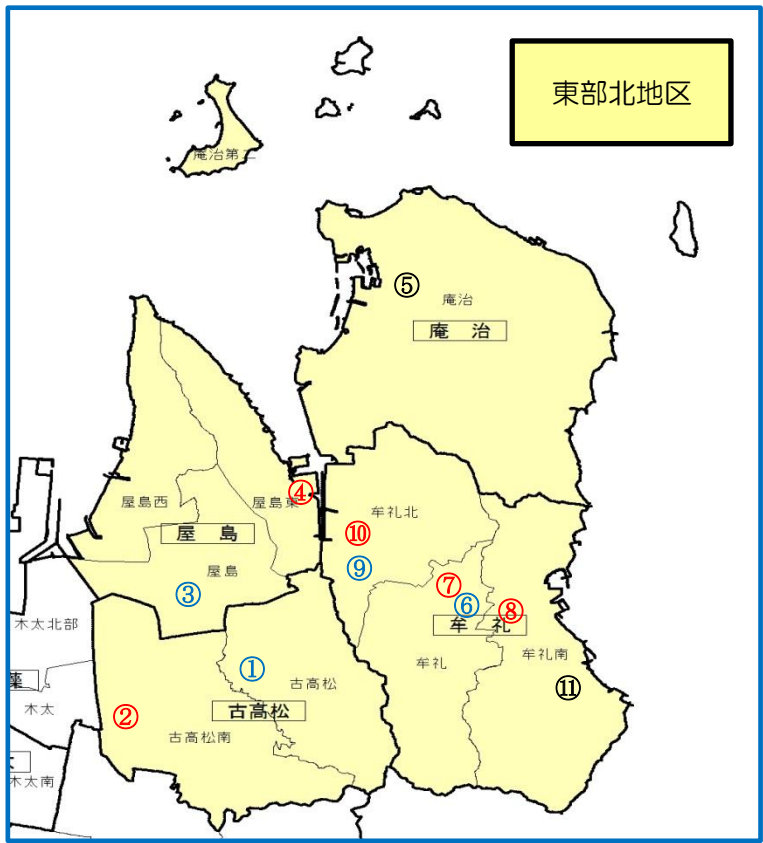 東部北地区
庵治第二
⑤
庵治
庵 治
屋島西
屋島東
④
牟礼北
屋 島
⑩
⑨
屋島
③
⑦
⑥
⑧
牟 礼
木太北部
牟礼
牟礼南
①
古高松
⑪
木太
②
古高松
古高松南
木太南